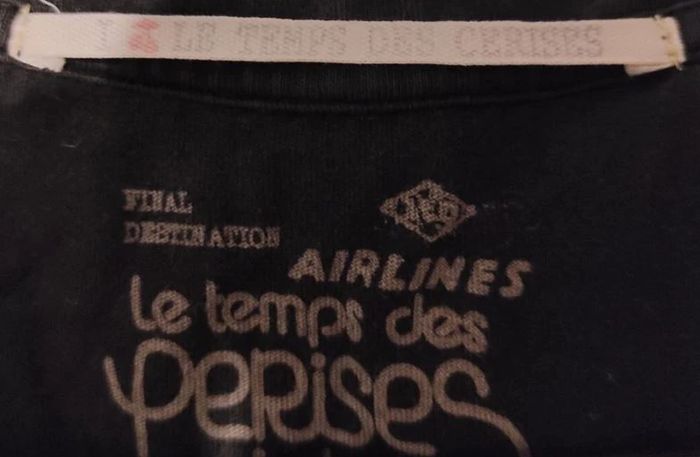 LE TEMPS DES CERISES
FINAL
DESTINATION
AIRLINES
le temps des
Cerises